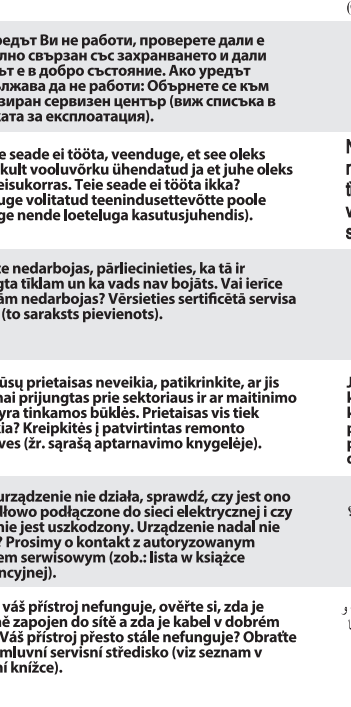 редът Ви не работи, проверете дали е
лно свързан със захранването и дали
ът е в добро състояние. Ако уредът
ължава да не работи: Обърнете се към
зиран сервизен център (виж списъка в
ката за експлоатация).
e seade ei tööta, veenduge, et see oleks
kult vooluvõrku ühendatud ja et juhe oleks
eisukorras. Teie seade ei tööta ikka?
uge volitatud teenindusettevõtte poole
ge nende loeteluga kasutusjuhendis).
te nedarbojas, pārliecinieties, ka tā ir
gta tīklam un ka vads nav bojāts. Vai ierīce
ām nedarbojas? Vērsieties sertificētā servisa
(to saraksts pievienots).
ūsų prietaisas neveikia, patikrinkite, ar jis
nai prijungtas prie sektoriaus ir ar maitinimo
yra tinkamos būklės. Prietaisas vis tiek
kia? Kreipkitės į patvirtintas remonto
ves (žr. sąrašą aptarnavimo knygelėje).
urządzenie nie działa, sprawdź, czy jest ono
dłowo podłączone do sieci elektrycznej i czy
nie jest uszkodzony. Urządzenie nadal nie
? Prosimy o kontakt z autoryzowanym
em serwisowym (zob.: lista w książce
ncyjnej).
váš přístroj nefunguje, ověřte si, zda je
ě zapojen do sítě a zda je kabel v dobrém
Váš přístroj přesto stále nefunguje? Obraťte
mluvní servisní středisko (viz seznam v
ní knížce).